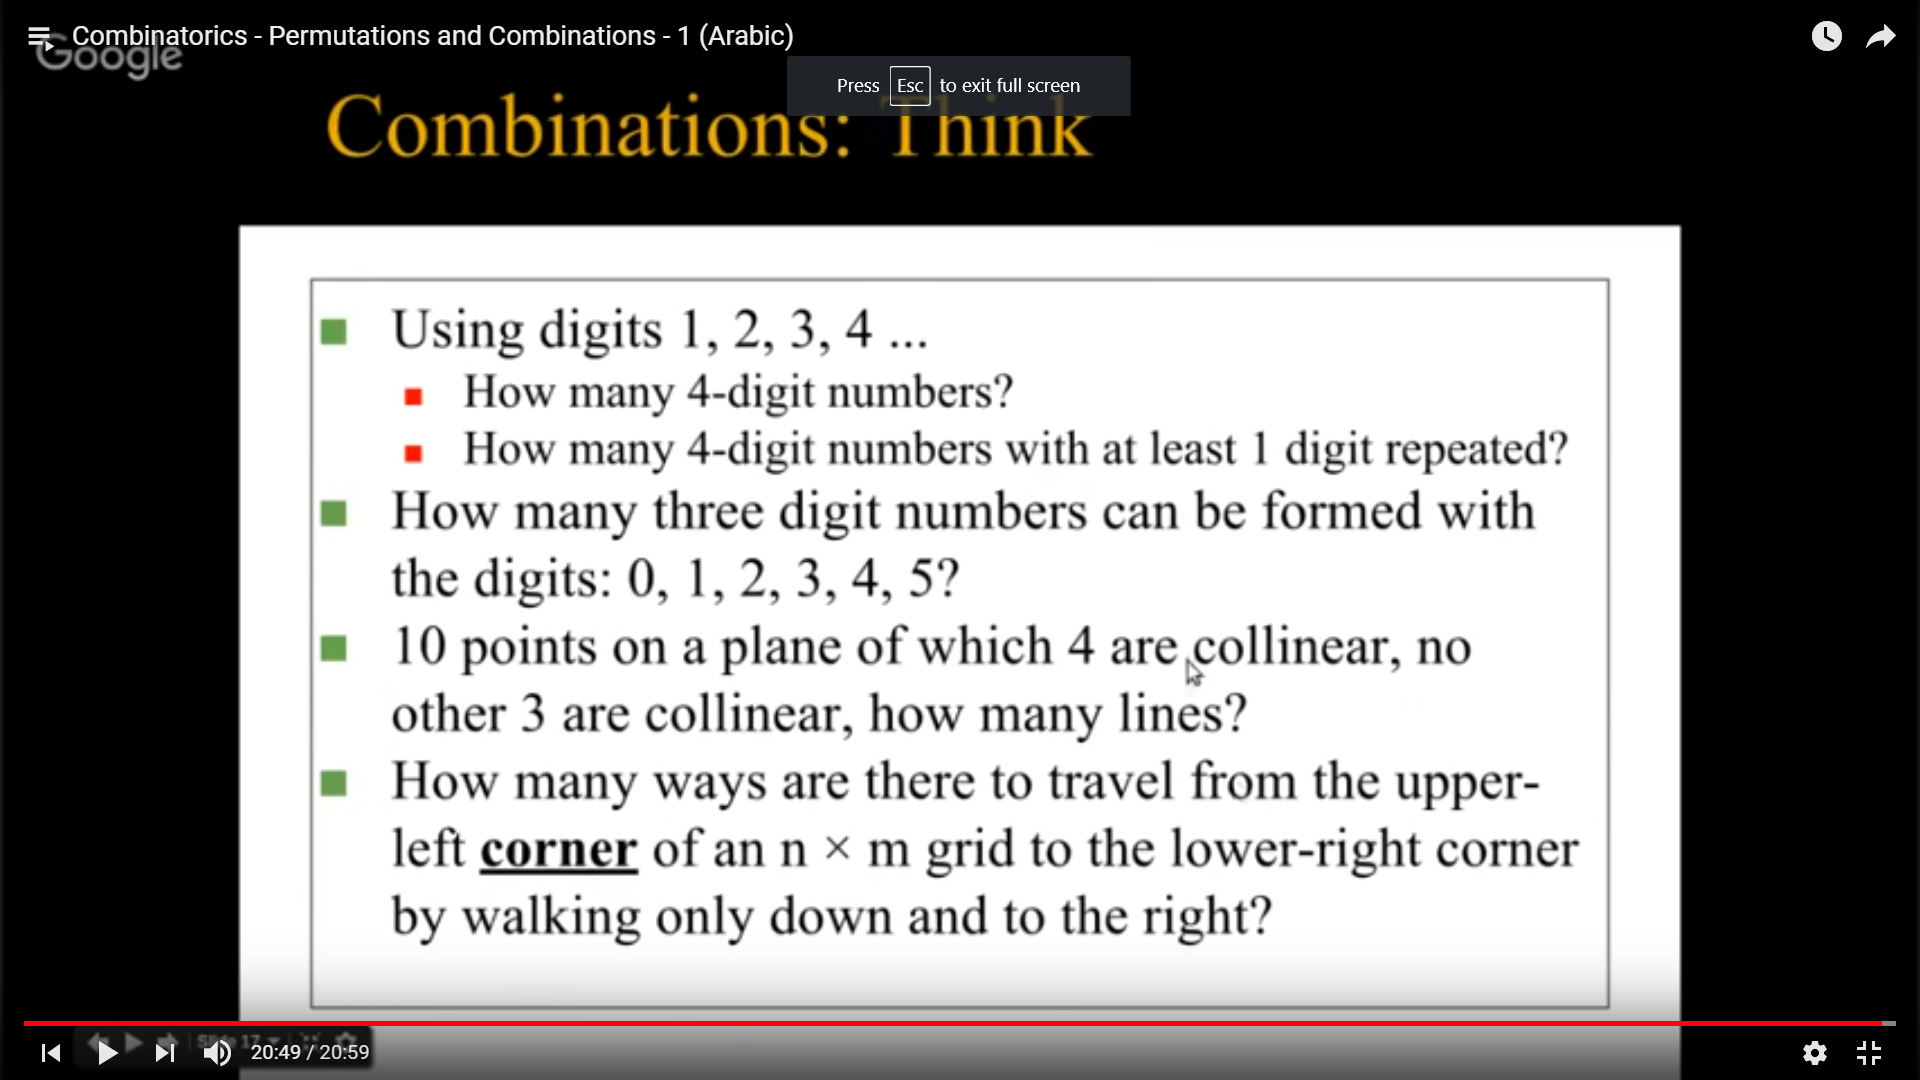 Combinatorics - Permutations and Combinations - 1 (Arabic)
Google
Press Esc to exit full screen
Combinations: Think
Using digits 1, 2, 3, 4 ...
How many 4-digit numbers?
How many 4-digit numbers with at least 1 digit repeated?
How many three digit numbers can be formed with
the digits: 0, 1, 2, 3, 4, 5?
10 points on a plane of which 4 are collinear, no
other 3 are collinear, how many lines?
How many ways are there to travel from the upper-
left corner of an n × m grid to the lower-right corner
by walking only down and to the right?
Slide 17
20:49 / 20:59